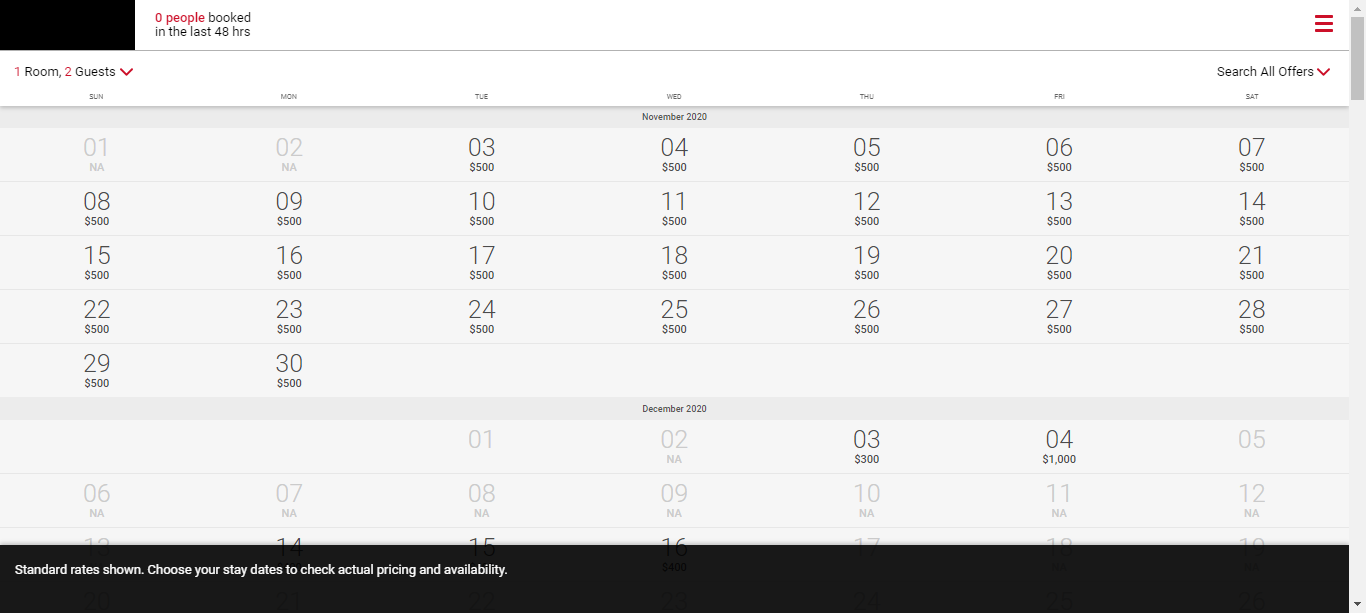 0 people booked
in the last 48 hrs
1 Room, 2 Guests
Search All Offers
SUN MON TUE WED THU FRI SAT
November 2020
01 02 03 04 05 06 07
NA NA $500 $500 $500 $500 $500
08 09 10 11 12 13 14
$500 $500 $500 $500 $500 $500 $500
15 16 17 18 19 20 21
$500 $500 $500 $500 $500 $500 $500
22 23 24 25 26 27 28
$500 $500 $500 $500 $500 $500 $500
29 30
$500 $500
December 2020
01 02 03 04 05
NA $300 $1,000
06 07 08 09 10 11 12
NA NA NA NA NA NA NA
13 14 15 16 17 18 19
$400
Standard rates shown. Choose your stay dates to check actual pricing and availability.
20 21 22 23 24 25 26